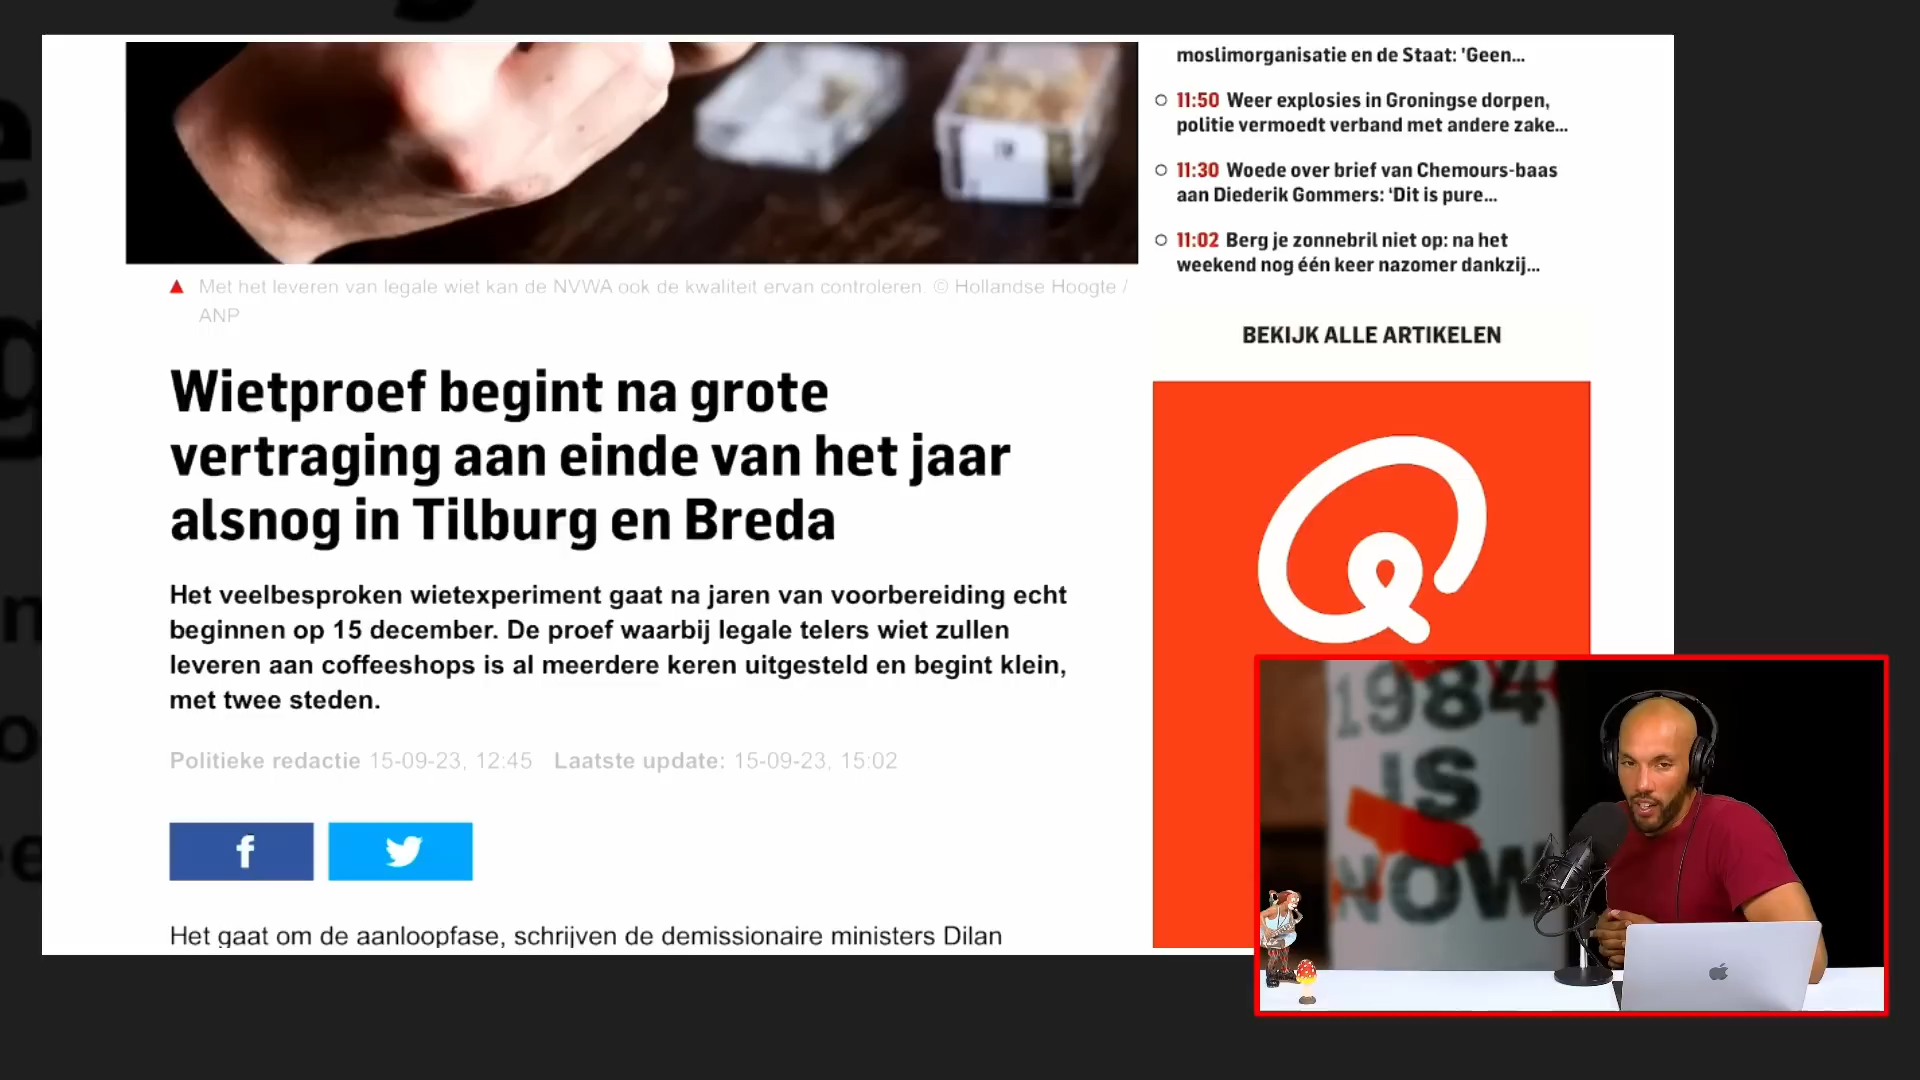 moslimorganisatie en de Staat: 'Geen...
11:50 Weer explosies in Groningse dorpen,
politie vermoedt verband met andere zake...
11:30 Woede over brief van Chemours-baas
aan Diederik Gommers: 'Dit is pure...
11:02 Berg je zonnebril niet op: na het
weekend nog één keer nazomer dankzij...
BEKIJK ALLE ARTIKELEN
Met het leveren van legale wiet kan de NVWA ook de kwaliteit ervan controleren. © Hollandse Hoogte /
ANP
Wietproef begint na grote
vertraging aan einde van het jaar
alsnog in Tilburg en Breda
Het veelbesproken wietexperiment gaat na jaren van voorbereiding echt
beginnen op 15 december. De proef waarbij legale telers wiet zullen
leveren aan coffeeshops is al meerdere keren uitgesteld en begint klein,
met twee steden.
Politieke redactie 15-09-23, 12:45 Laatste update: 15-09-23, 15:02
Het gaat om de aanloopfase, schrijven de demissionaire ministers Dilan
1984
IS
NOW